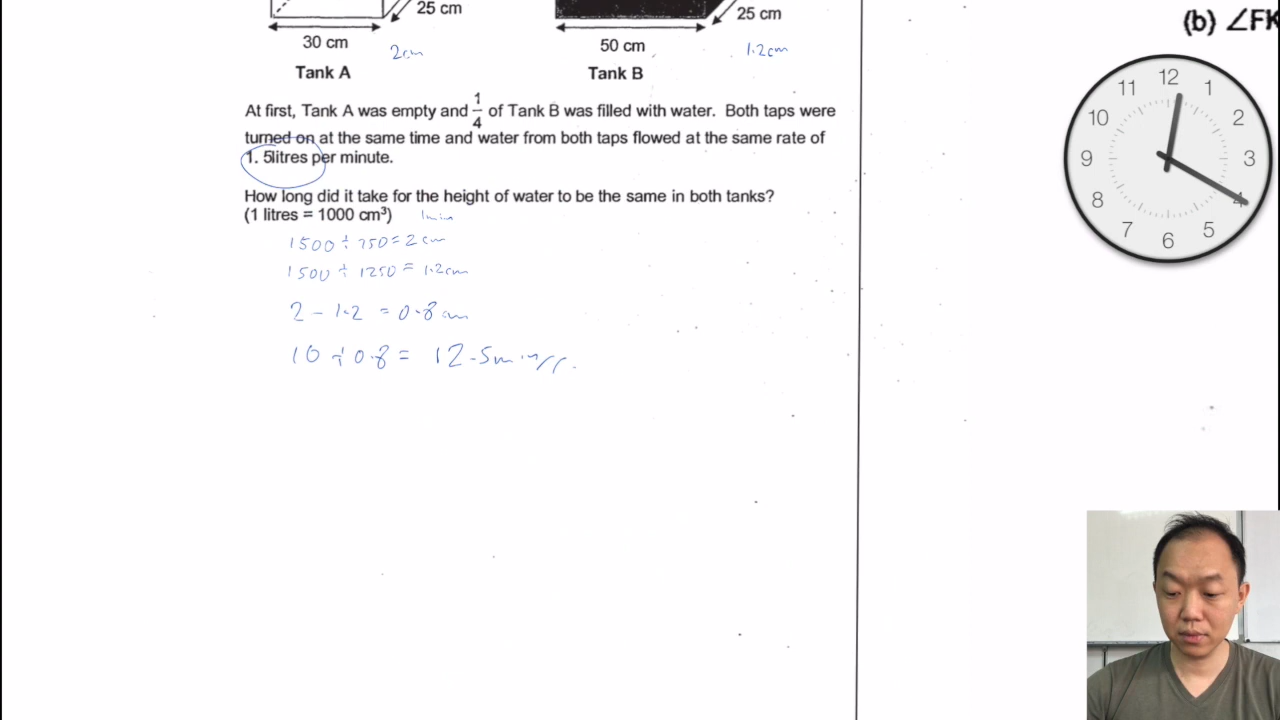 25 cm
25 cm
30 cm
2cm
50 cm
1.2cm
Tank A
Tank B
At first, Tank A was empty and 1/4 of Tank B was filled with water. Both taps were
turned on at the same time and water from both taps flowed at the same rate of
1. 5litres per minute.
How long did it take for the height of water to be the same in both tanks?
(1 litres = 1000 cm³) 1min
1500 ÷ 750 = 2 cm
1500 ÷ 1250 = 1.2cm
2 - 1.2 = 0.8 cm
10 ÷ 0.8 = 12.5min//.
(b) ∠FK
12
1
2
3
4
5
6
7
8
9
10
11